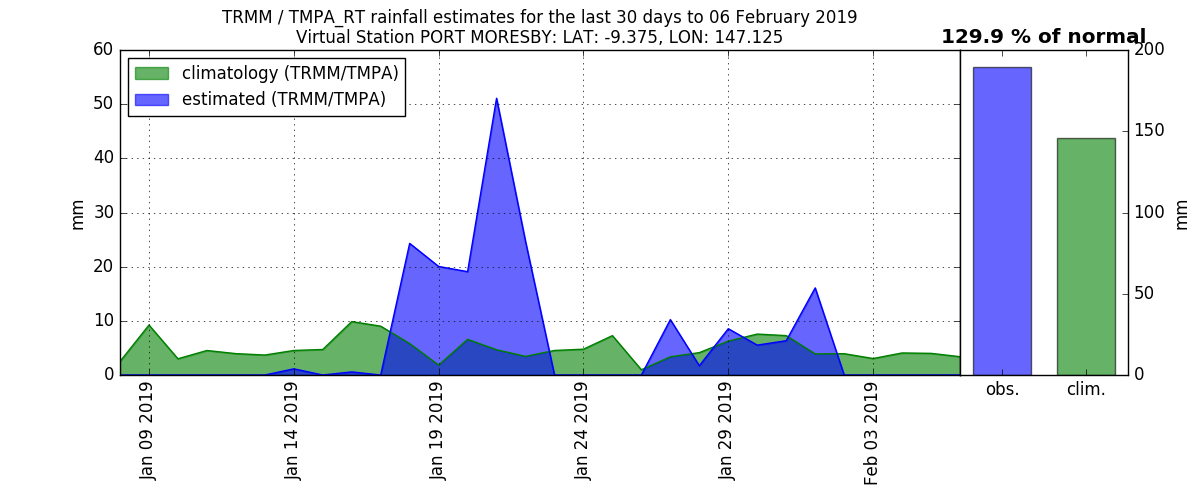 TRMM / TMPA_RT rainfall estimates for the last 30 days to 06 February 2019
Virtual Station PORT MORESBY: LAT: -9.375, LON: 147.125
129.9 % of normal
climatology (TRMM/TMPA)
estimated (TRMM/TMPA)
60
50
40
30
20
10
0
mm
Jan 09 2019
Jan 14 2019
Jan 19 2019
Jan 24 2019
Jan 29 2019
Feb 03 2019
obs.
clim.
200
150
100
50
0
mm